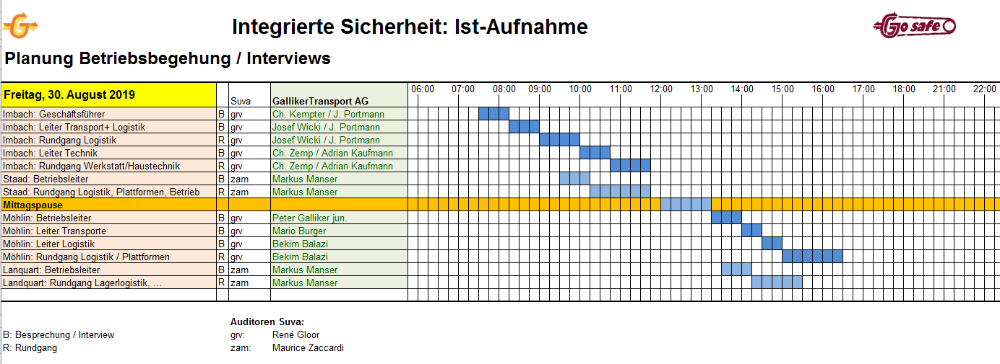 G
Integrierte Sicherheit: Ist-Aufnahme
Go safe
Planung Betriebsbegehung / Interviews
Freitag, 30. August 2019 Suva GallikerTransport AG 06:00 07:00 08:00 09:00 10:00 11:00 12:00 13:00 14:00 15:00 16:00 17:00 18:00 21:00 22:00
Imbach: Geschäftsführer B grv Ch. Kempter / J. Portmann
Imbach: Leiter Transport+ Logistik B grv Josef Wicki / J. Portmann
Imbach: Rundgang Logistik R grv Josef Wicki / J. Portmann
Imbach: Leiter Technik B grv Ch. Zemp / Adrian Kaufmann
Imbach: Rundgang Werkstatt/Haustechnik R grv Ch. Zemp / Adrian Kaufmann
Staad: Betriebsleiter B zam Markus Manser
Staad: Rundgang Logistik, Plattformen, Betrieb R zam Markus Manser
Mittagspause
Möhlin: Betriebsleiter B grv Peter Galliker jun.
Möhlin: Leiter Transporte B grv Mario Burger
Möhlin: Leiter Logistik B grv Bekim Balazi
Möhlin: Rundgang Logistik / Plattformen R grv Bekim Balazi
Lanquart: Betriebsleiter B zam Markus Manser
Landquart: Rundgang Lagerlogistik, … R zam Markus Manser
Auditoren Suva:
B: Besprechung / Interview grv: René Gloor
R: Rundgang zam: Maurice Zaccardi